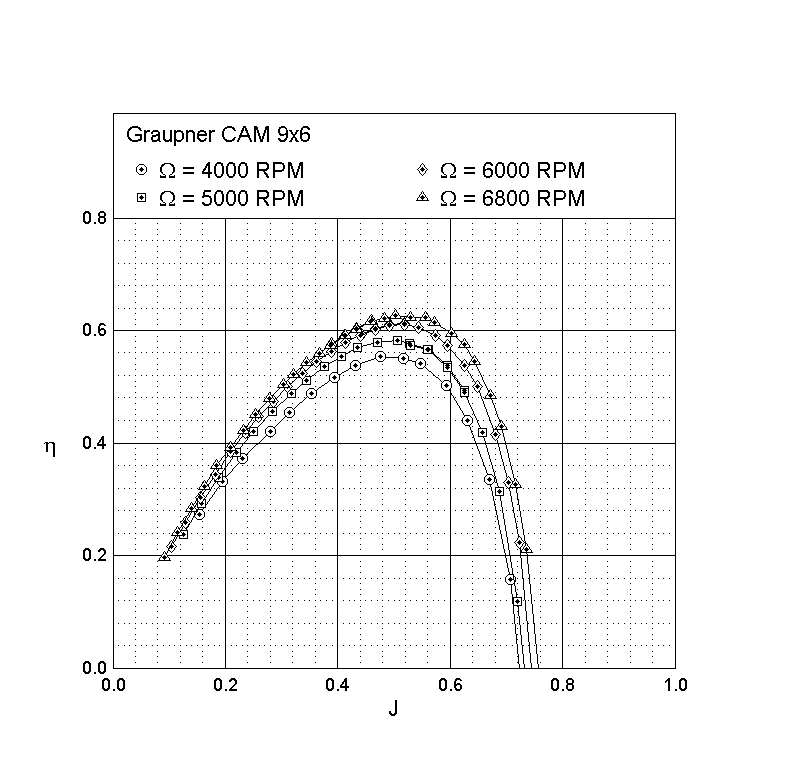 Graupner CAM 9x6
Ω = 4000 RPM
Ω = 6000 RPM
Ω = 5000 RPM
Ω = 6800 RPM
0.8
0.6
0.4
η
0.2
0.0
0.0 0.2 0.4 0.6 0.8 1.0
J